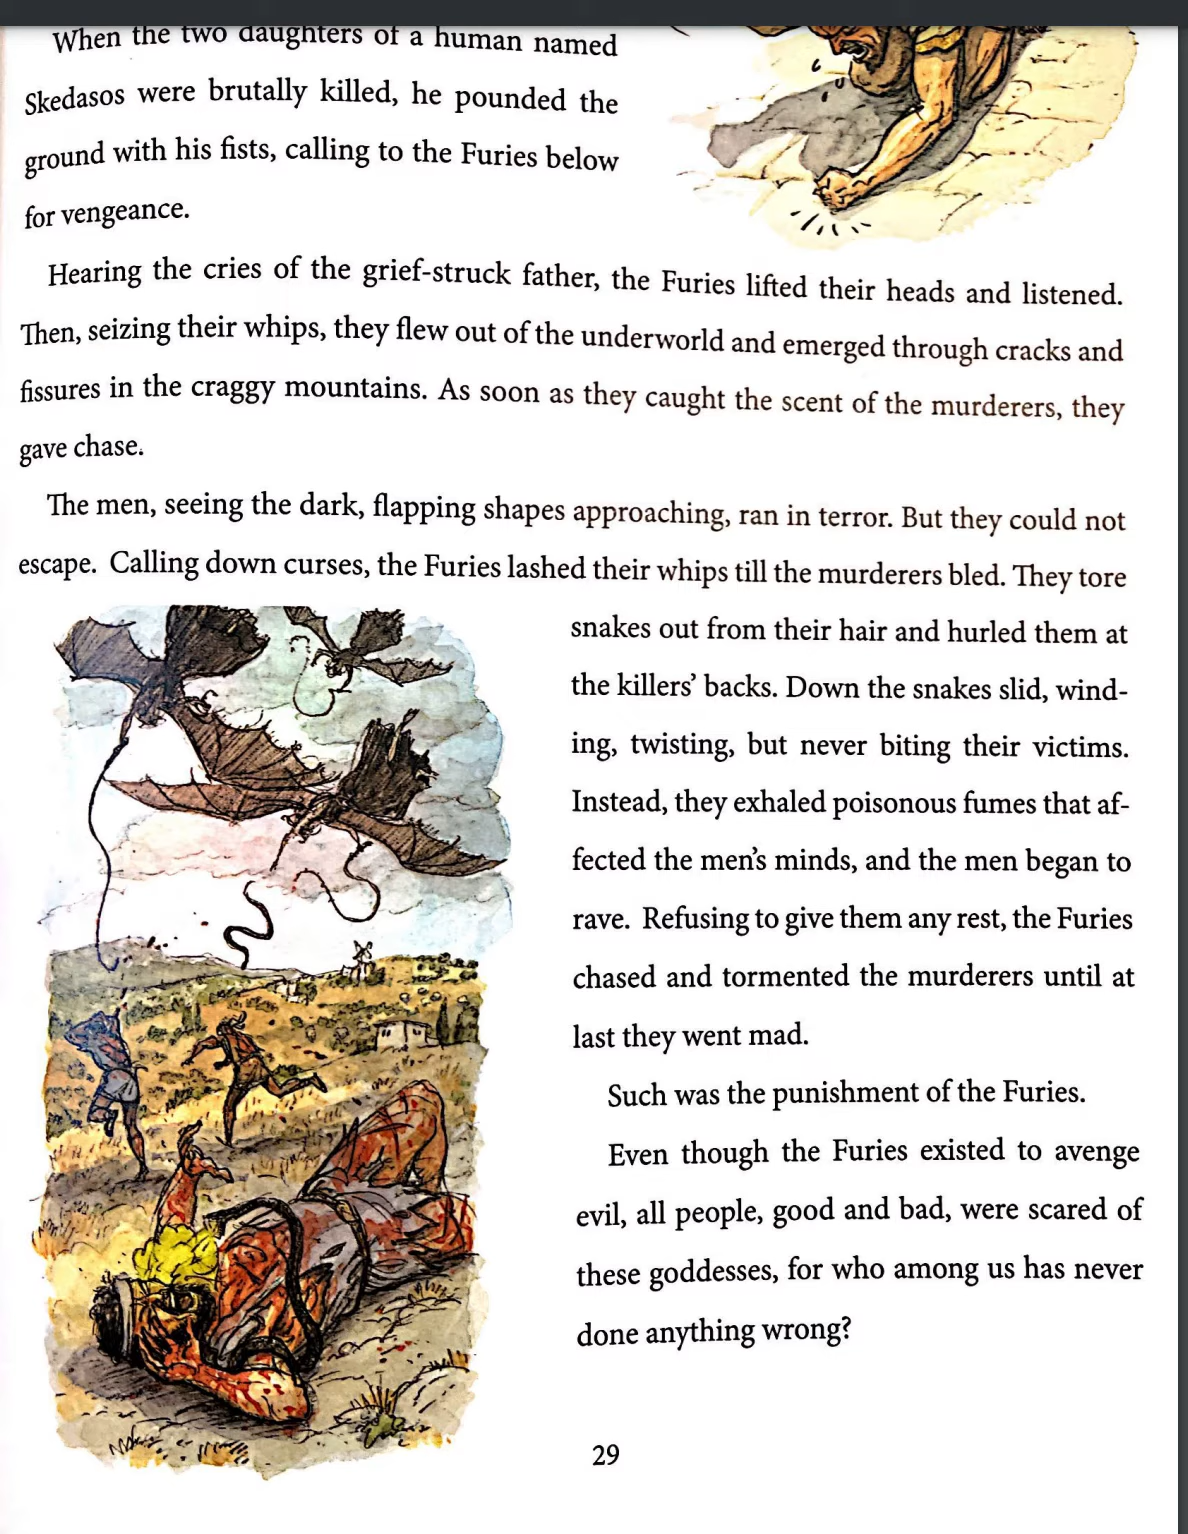 When the two daughters of a human named
Skedasos were brutally killed, he pounded the
ground with his fists, calling to the Furies below
for vengeance.
Hearing the cries of the grief-struck father, the Furies lifted their heads and listened.
Then, seizing their whips, they flew out of the underworld and emerged through cracks and
fissures in the craggy mountains. As soon as they caught the scent of the murderers, they
gave chase.
The men, seeing the dark, flapping shapes approaching, ran in terror. But they could not
escape. Calling down curses, the Furies lashed their whips till the murderers bled. They tore
snakes out from their hair and hurled them at
the killers’ backs. Down the snakes slid, wind-
ing, twisting, but never biting their victims.
Instead, they exhaled poisonous fumes that af-
fected the men’s minds, and the men began to
rave. Refusing to give them any rest, the Furies
chased and tormented the murderers until at
last they went mad.
Such was the punishment of the Furies.
Even though the Furies existed to avenge
evil, all people, good and bad, were scared of
these goddesses, for who among us has never
done anything wrong?
29